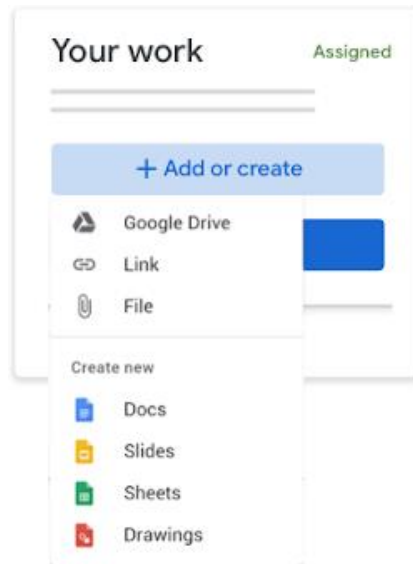 Your work
Assigned
+ Add or create
Google Drive
Link
File
Create new
Docs
Slides
Sheets
Drawings